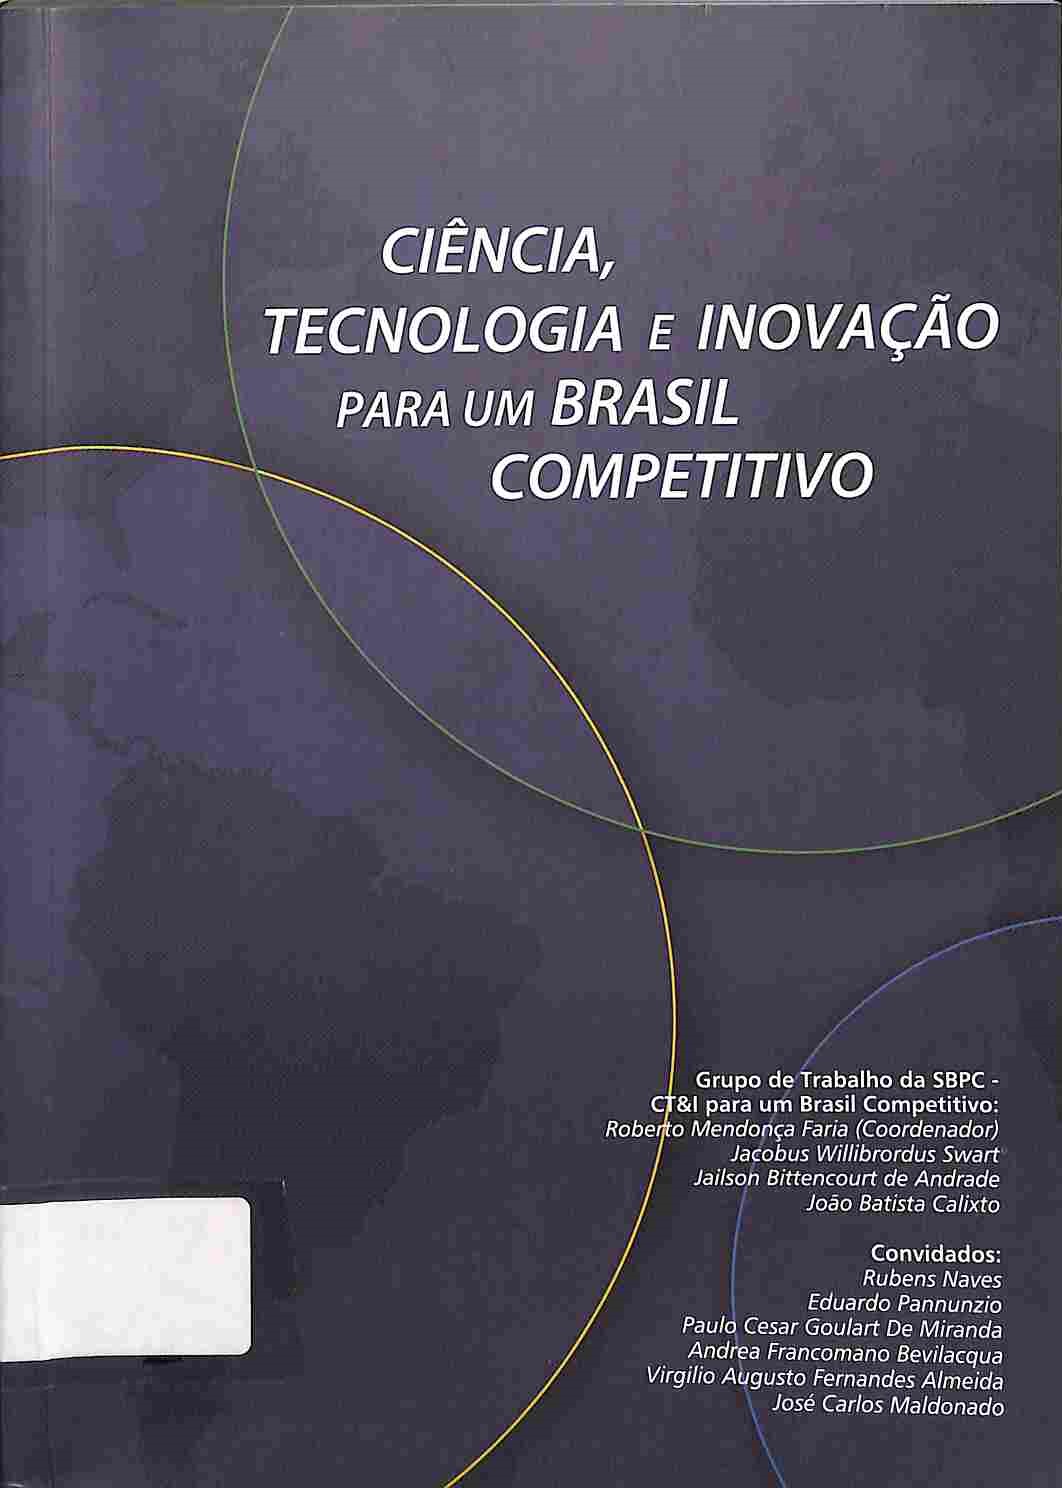 CIÊNCIA,
TECNOLOGIA E INOVAÇÃO
PARA UM BRASIL
COMPETITIVO
Grupo de Trabalho da SBPC -
CT&I para um Brasil Competitivo:
Roberto Mendonça Faria (Coordenador)
Jacobus Willibrordus Swart
Jailson Bittencourt de Andrade
João Batista Calixto
Convidados:
Rubens Naves
Eduardo Pannunzio
Paulo Cesar Goulart De Miranda
Andrea Francomano Bevilacqua
Virgilio Augusto Fernandes Almeida
José Carlos Maldonado